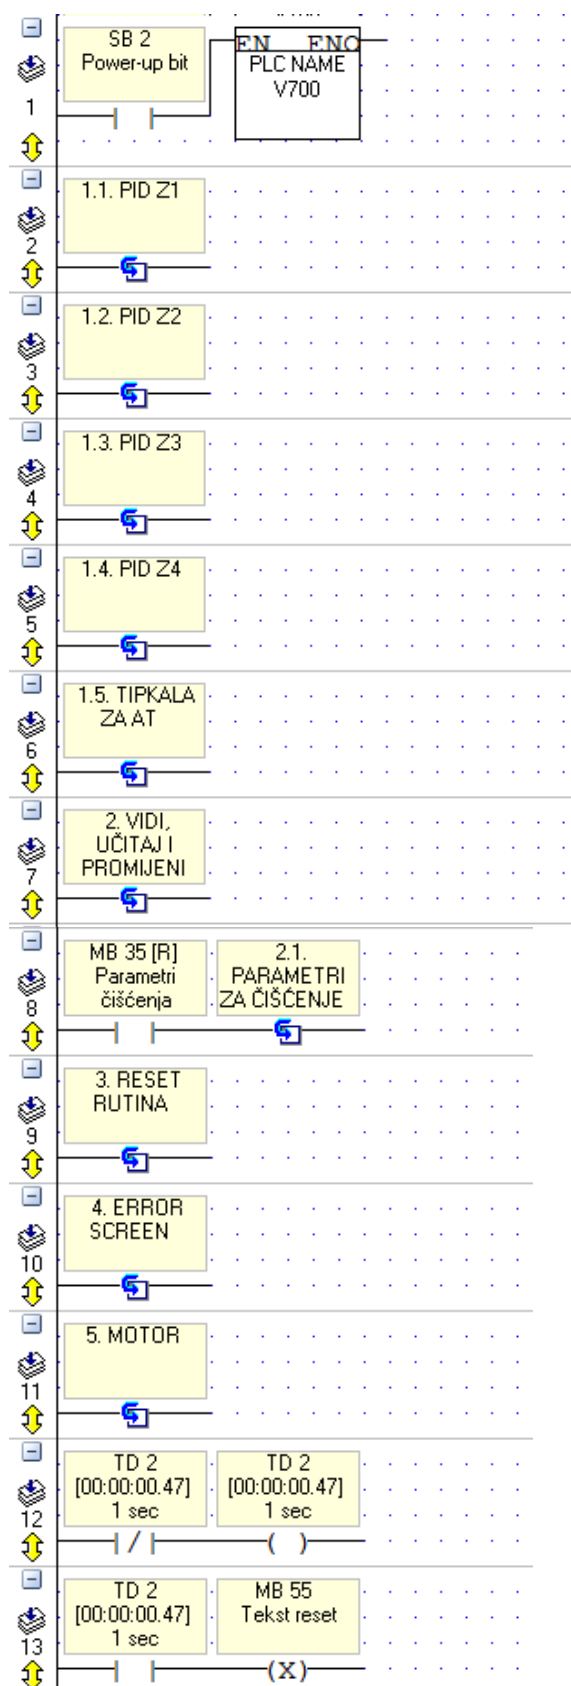 SB 2
Power-up bit
EN ENO
PLC NAME
V700
1
1.1. PID Z1
2
1.2. PID Z2
3
1.3. PID Z3
4
1.4. PID Z4
5
1.5. TIPKALA
ZA AT
6
2. VIDI,
UČITAJ I
PROMIJENI
7
MB 35 [R]
Parametri
čišćenja
2.1.
PARAMETRI
ZA ČIŠĆENJE
8
3. RESET
RUTINA
9
4. ERROR
SCREEN
10
5. MOTOR
11
TD 2
[00:00:00.47]
1 sec
TD 2
[00:00:00.47]
1 sec
12
TD 2
[00:00:00.47]
1 sec
MB 55
Tekst reset
13
(X)